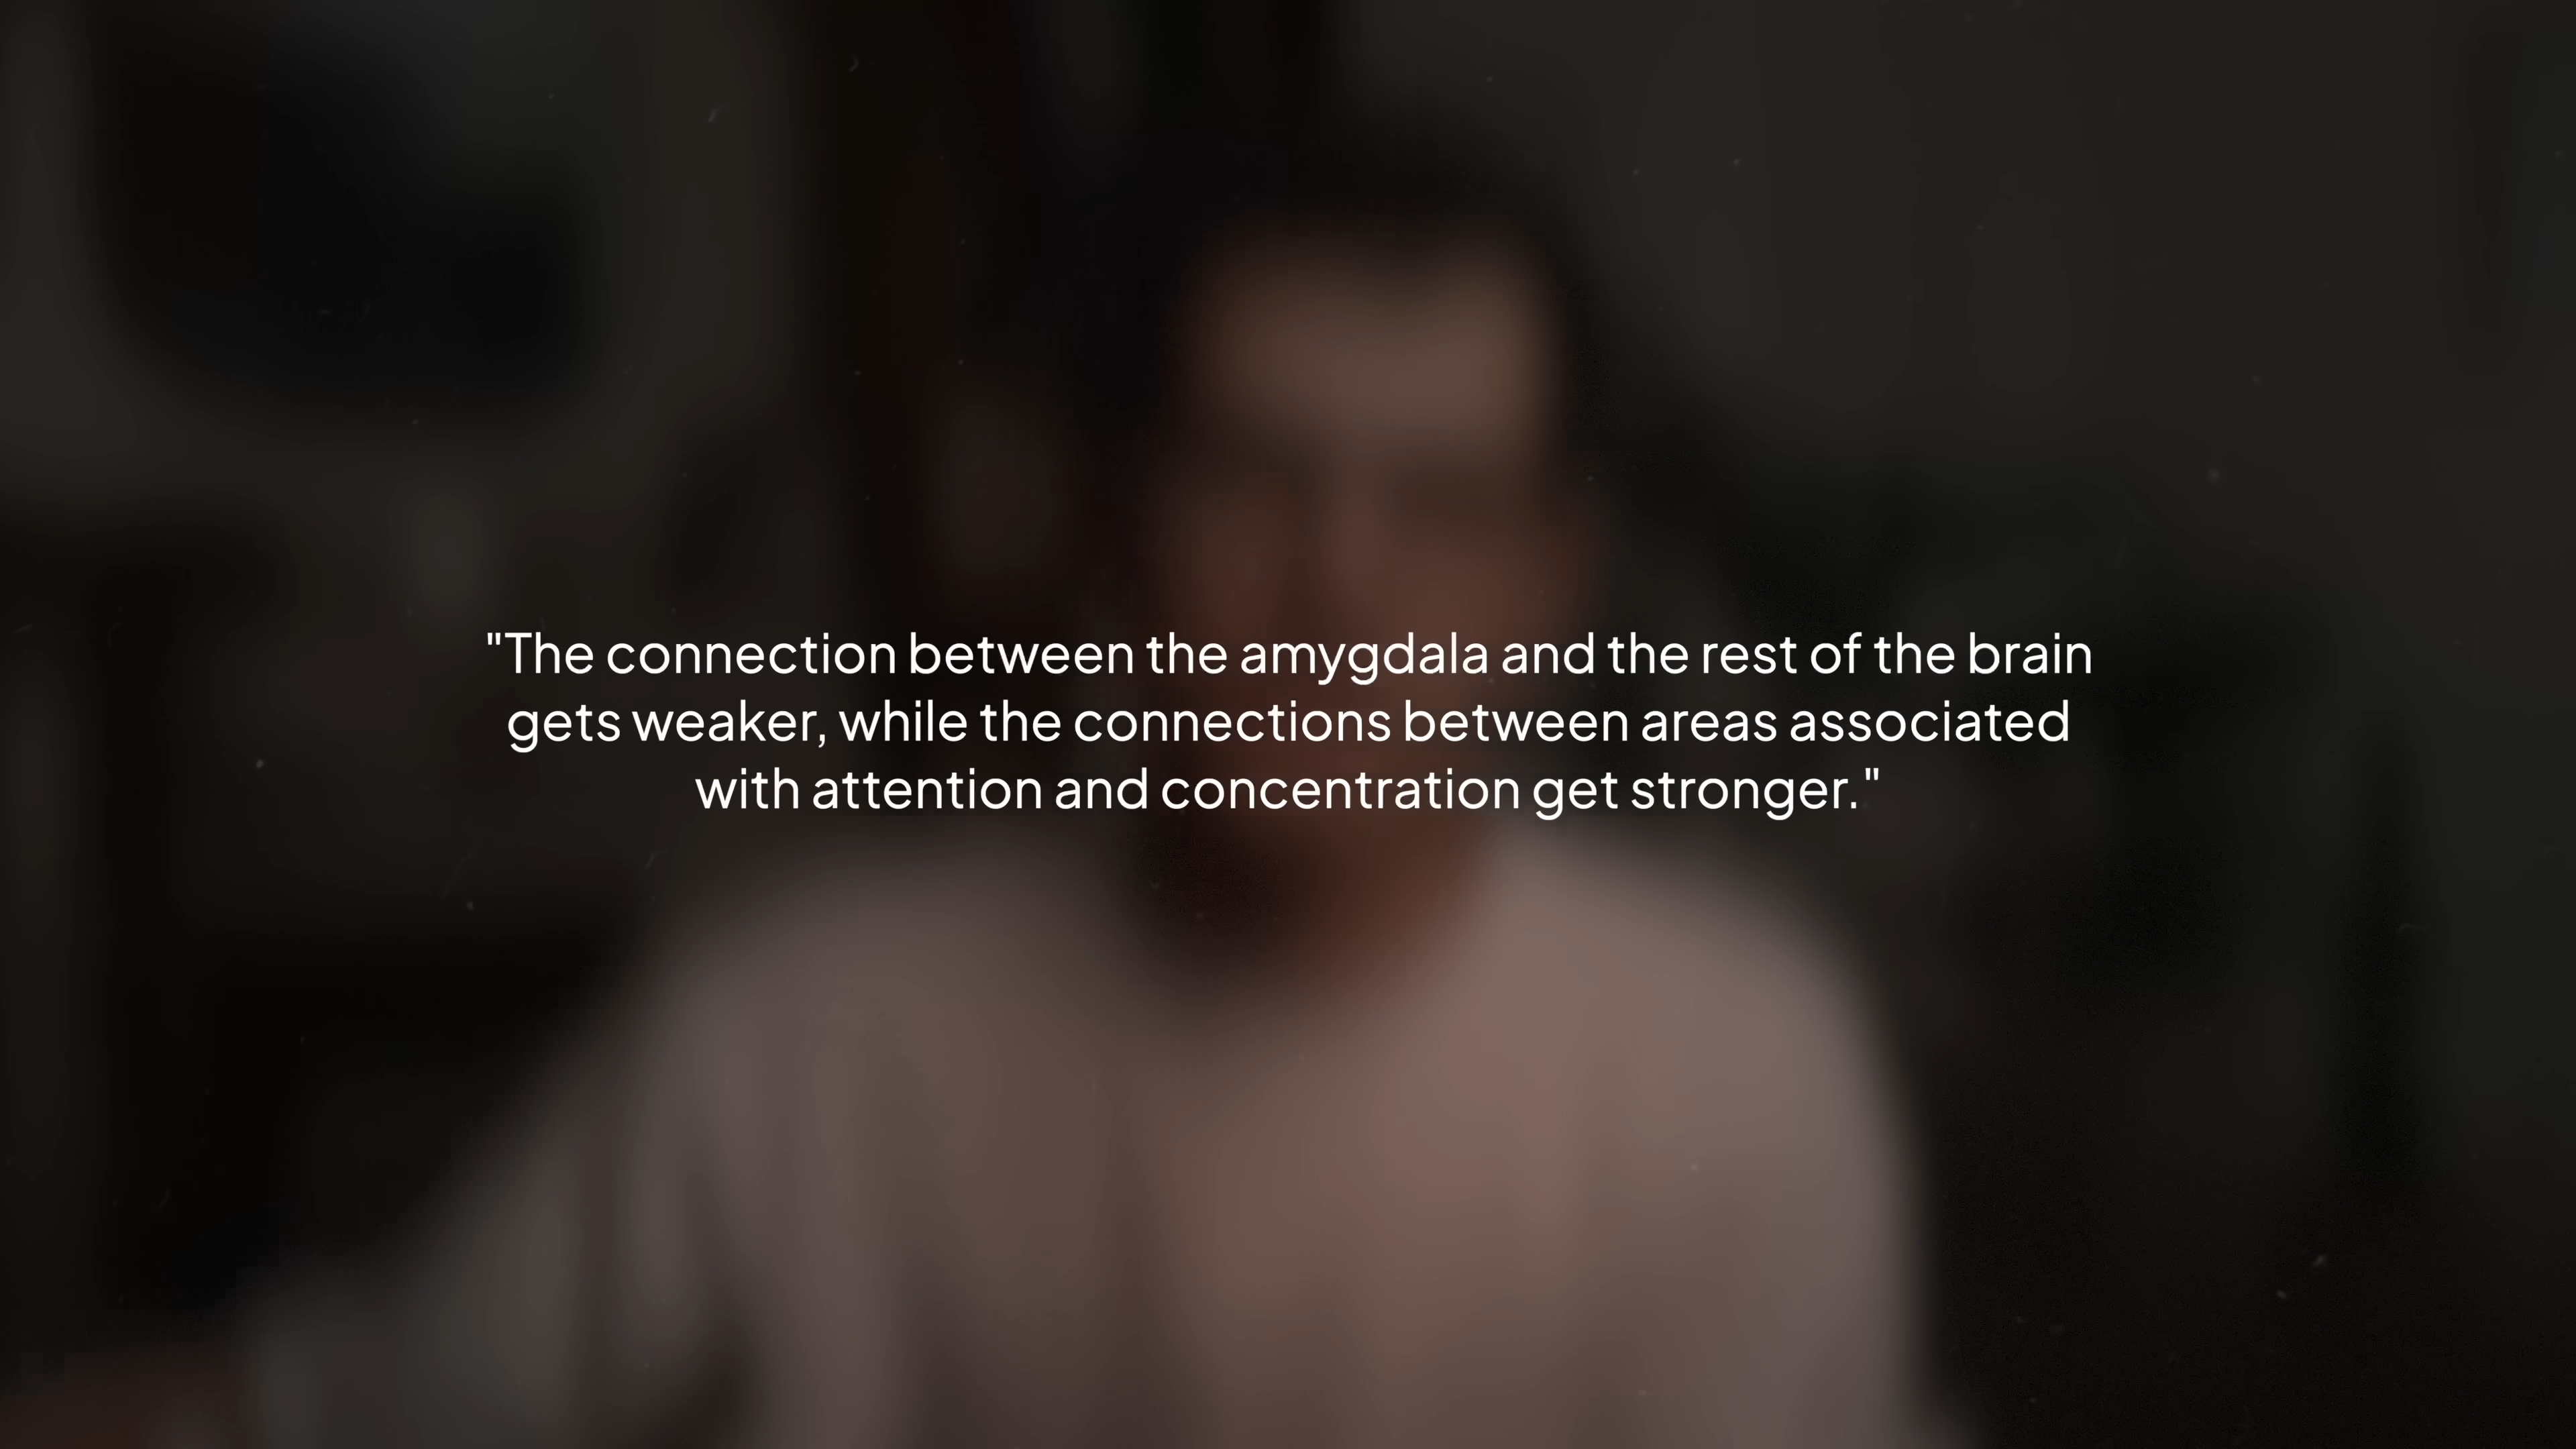 "The connection between the amygdala and the rest of the brain
gets weaker, while the connections between areas associated
with attention and concentration get stronger."